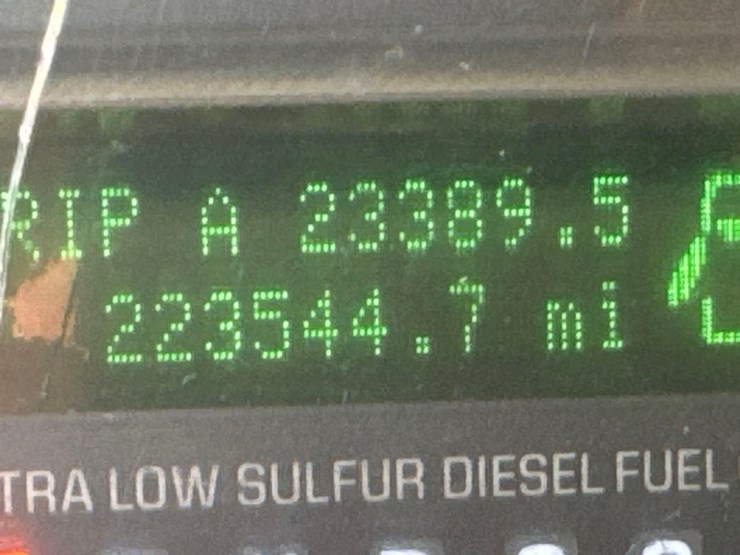 RIP A 23389.5
223544.7 mi
TRA LOW SULFUR DIESEL FUEL